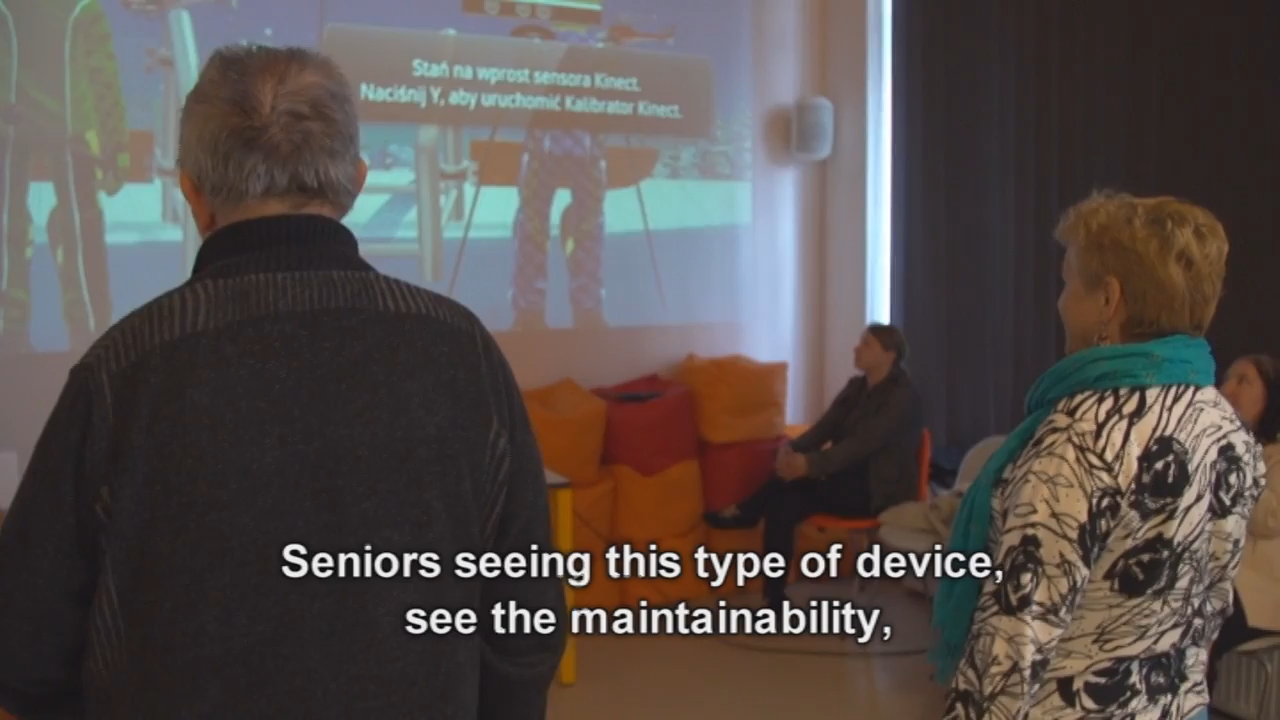 Stań na wprost sensora Kinect.
Naciśnij Y, aby uruchomić Kalibrator Kinect.
Seniors seeing this type of device,
see the maintainability,